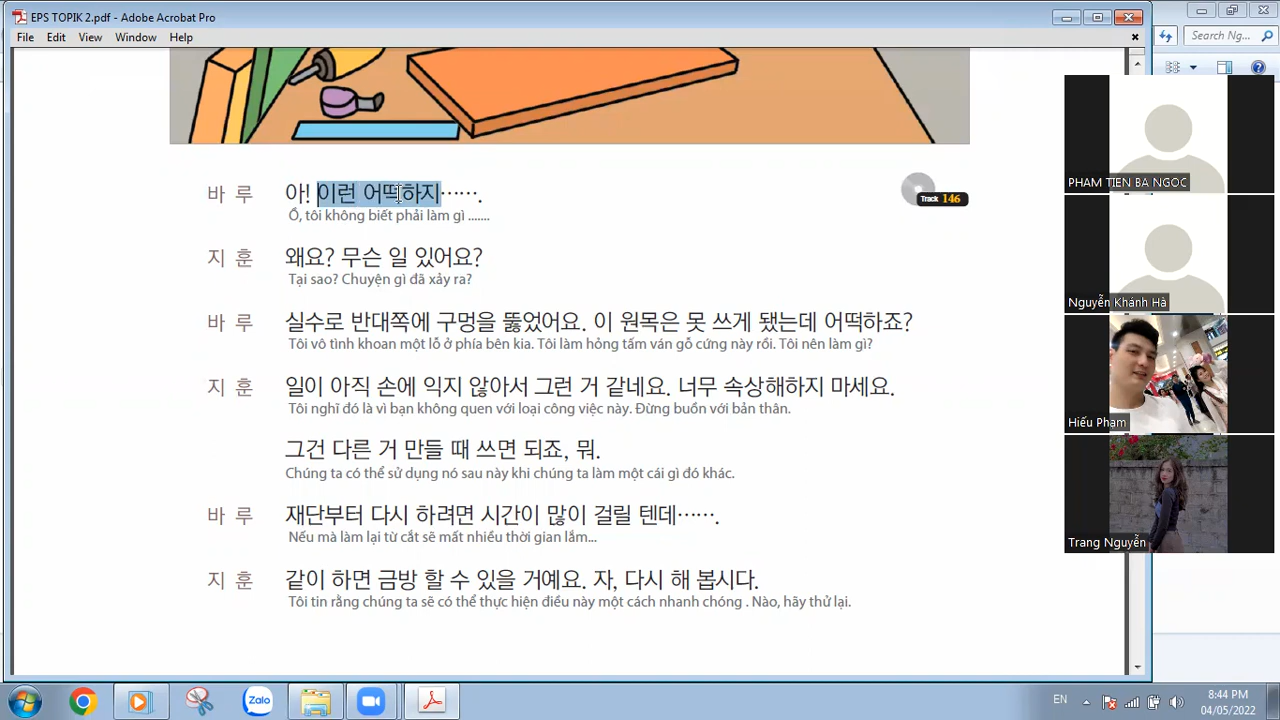 EPS TOPIK 2.pdf - Adobe Acrobat Pro
File Edit View Window Help
Search Ng...
바 루 아! 이런 어떡하지…….
Ồ, tôi không biết phải làm gì .......
Track 146
지 훈 왜요? 무슨 일 있어요?
Tại sao? Chuyện gì đã xảy ra?
바 루 실수로 반대쪽에 구멍을 뚫었어요. 이 원목은 못 쓰게 됐는데 어떡하죠?
Tôi vô tình khoan một lỗ ở phía bên kia. Tôi làm hỏng tấm ván gỗ cứng này rồi. Tôi nên làm gì?
지 훈 일이 아직 손에 익지 않아서 그런 거 같네요. 너무 속상해하지 마세요.
Tôi nghĩ đó là vì bạn không quen với loại công việc này. Đừng buồn với bản thân.
그건 다른 거 만들 때 쓰면 되죠, 뭐.
Chúng ta có thể sử dụng nó sau này khi chúng ta làm một cái gì đó khác.
바 루 재단부터 다시 하려면 시간이 많이 걸릴 텐데…….
Nếu mà làm lại từ cắt sẽ mất nhiều thời gian lắm...
지 훈 같이 하면 금방 할 수 있을 거예요. 자, 다시 해 봅시다.
Tôi tin rằng chúng ta sẽ có thể thực hiện điều này một cách nhanh chóng . Nào, hãy thử lại.
PHAM TIEN BA NGOC
Nguyễn Khánh Hà
Hiếu Phạm
Trang Nguyễn
Zalo
EN
8:44 PM
04/05/2022